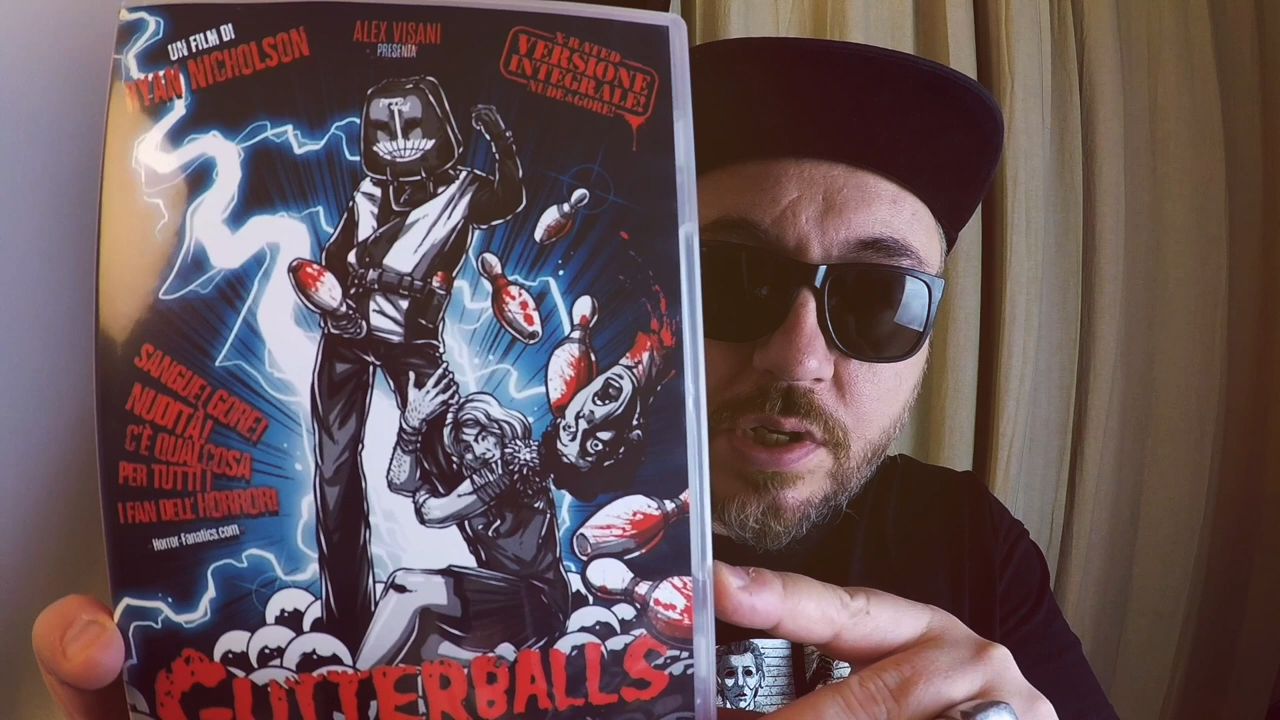 UN FILM DI
RYAN NICHOLSON
ALEX VISANI
PRESENTA
X-RATED
VERSIONE
INTEGRALE!
NUDE & GORE!
SANGUE! GORE!
NUDITÀ!
C'È QUALCOSA
PER TUTTI
I FAN DELL'HORROR!
Horror-Fanatics.com
GUTTERBALLS